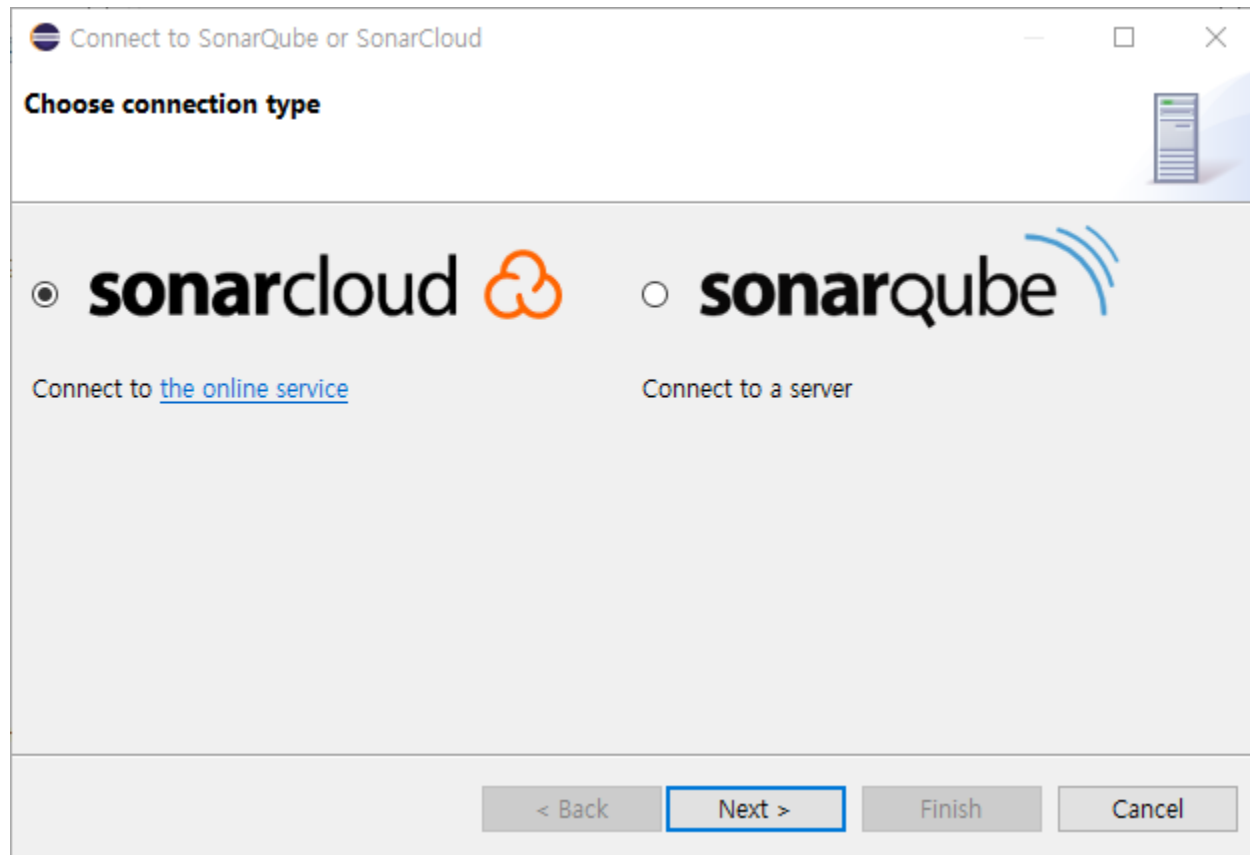 Connect to SonarQube or SonarCloud
Choose connection type
sonarcloud
sonarqube
Connect to the online service
Connect to a server
< Back
Next >
Finish
Cancel